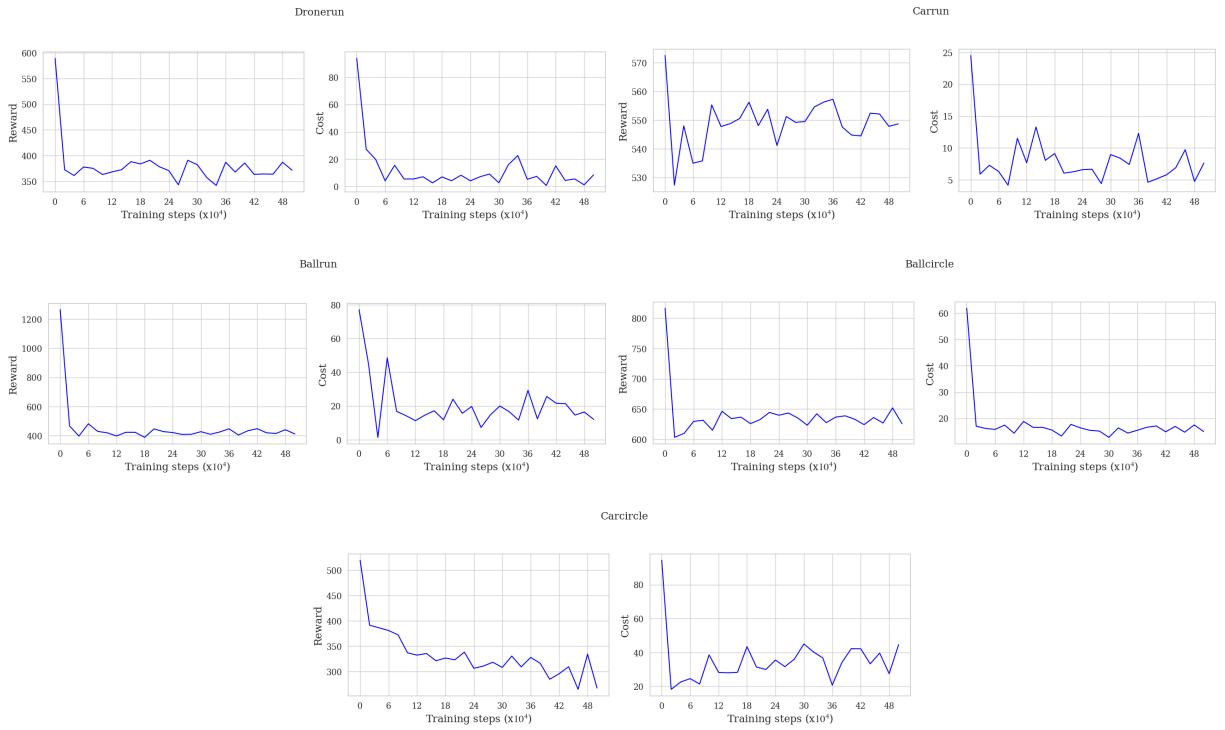 Dronerun
Reward
600
550
500
450
400
350
0 6 12 18 24 30 36 42 48
Training steps (x10⁴)
Cost
80
60
40
20
0
0 6 12 18 24 30 36 42 48
Training steps (x10⁴)
Carrun
Reward
570
560
550
540
530
0 6 12 18 24 30 36 42 48
Training steps (x10⁴)
Cost
25
20
15
10
5
0 6 12 18 24 30 36 42 48
Training steps (x10⁴)
Ballrun
Reward
1200
1000
800
600
400
0 6 12 18 24 30 36 42 48
Training steps (x10⁴)
Cost
80
60
40
20
0
0 6 12 18 24 30 36 42 48
Training steps (x10⁴)
Ballcircle
Reward
800
750
700
650
600
0 6 12 18 24 30 36 42 48
Training steps (x10⁴)
Cost
60
50
40
30
20
0 6 12 18 24 30 36 42 48
Training steps (x10⁴)
Carcircle
Reward
500
450
400
350
300
0 6 12 18 24 30 36 42 48
Training steps (x10⁴)
Cost
80
60
40
20
0 6 12 18 24 30 36 42 48
Training steps (x10⁴)